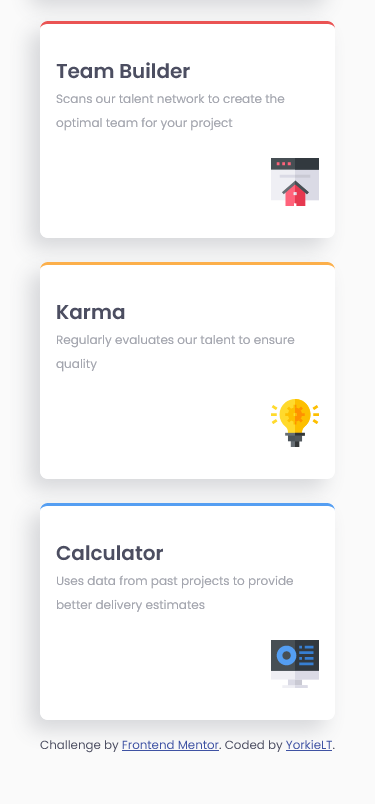 Team Builder
Scans our talent network to create the
optimal team for your project
Karma
Regularly evaluates our talent to ensure
quality
Calculator
Uses data from past projects to provide
better delivery estimates
Challenge by Frontend Mentor. Coded by YorkieLT.